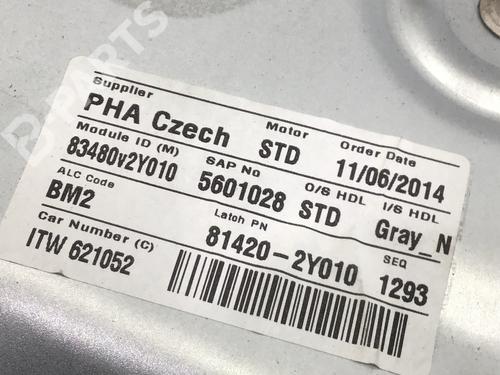 B-PARTS
Supplier Motor Order Date
PHA Czech STD 11/06/2014
Module ID (M) SAP No O/S HDL I/S HDL
83480v2Y010 5601028 STD Gray_N
ALC Code Latch PN SEQ
BM2 81420-2Y010 1293
Car Number (C)
ITW 621052